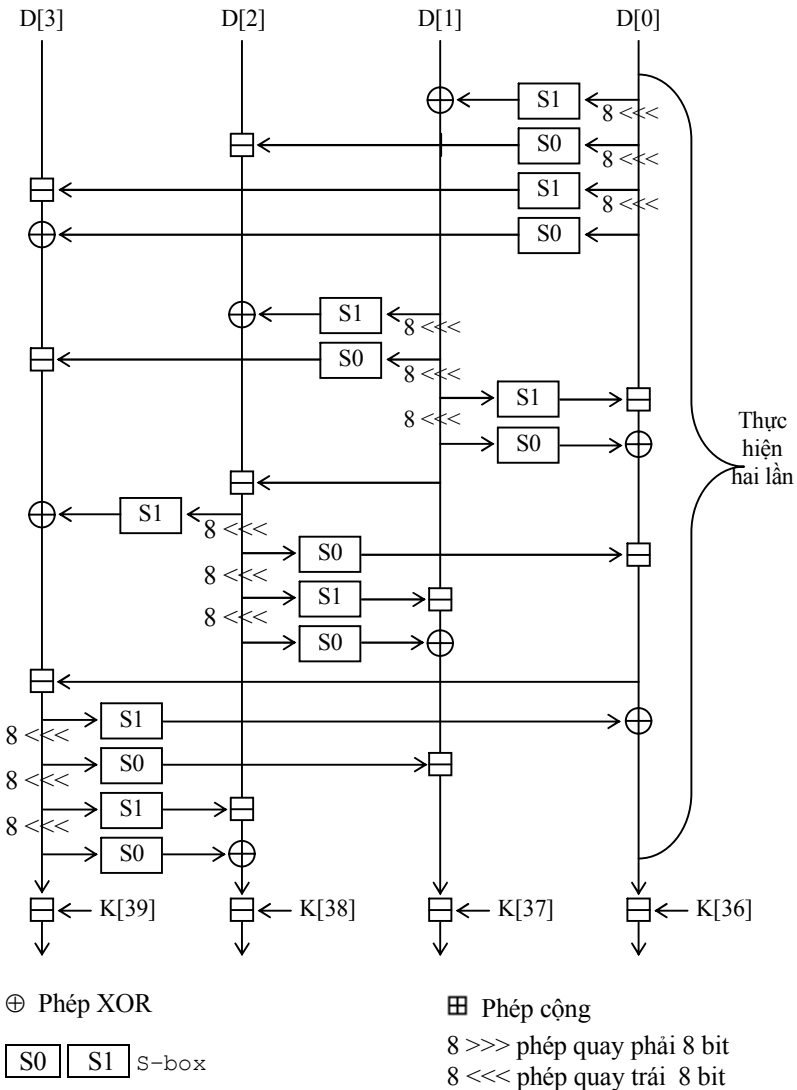 D[3] D[2] D[1] D[0]
S1
8 <<<
S0
8 <<<
S1
8 <<<
S0
S1
8 <<<
S0
8 <<<
S1
8 <<<
S0
Thực
hiện
hai lần
S1
8 <<<
S0
8 <<<
S1
8 <<<
S0
S1
8 <<<
S0
8 <<<
S1
8 <<<
S0
K[39] K[38] K[37] K[36]
⊕ Phép XOR
⊞ Phép cộng
S0 S1 S-box
8 >>> phép quay phải 8 bit
8 <<< phép quay trái 8 bit